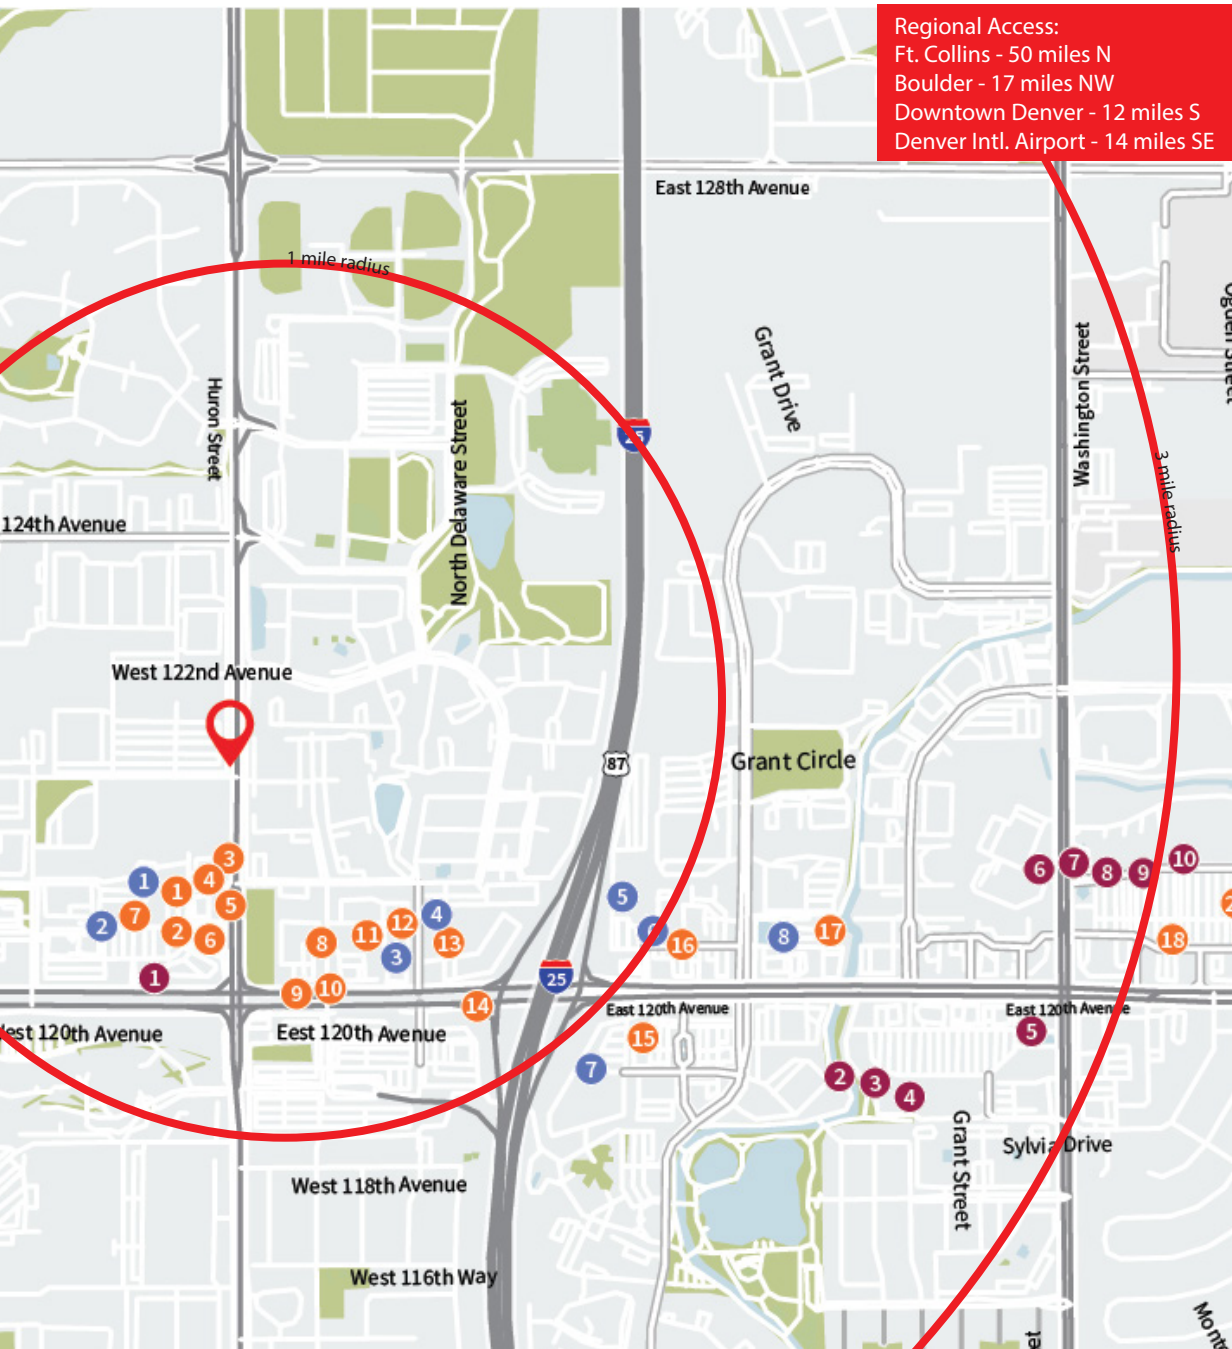 Regional Access:
Ft. Collins - 50 miles N
Boulder - 17 miles NW
Downtown Denver - 12 miles S
Denver Intl. Airport - 14 miles SE
East 128th Avenue
1 mile radius
Grant Drive
Washington Street
Huron Street
North Delaware Street
25
3 mile radius
124th Avenue
West 122nd Avenue
87
Grant Circle
3
1
1
4
5
7
2
2
6
1
8
11
12
4
3
13
9
10
14
5
16
8
17
6
7
8
9
10
18
25
East 120th Avenue
East 120th Avenue
est 120th Avenue
Eest 120th Avenue
15
7
5
2
3
4
Grant Street
Sylvia Drive
West 118th Avenue
West 116th Way